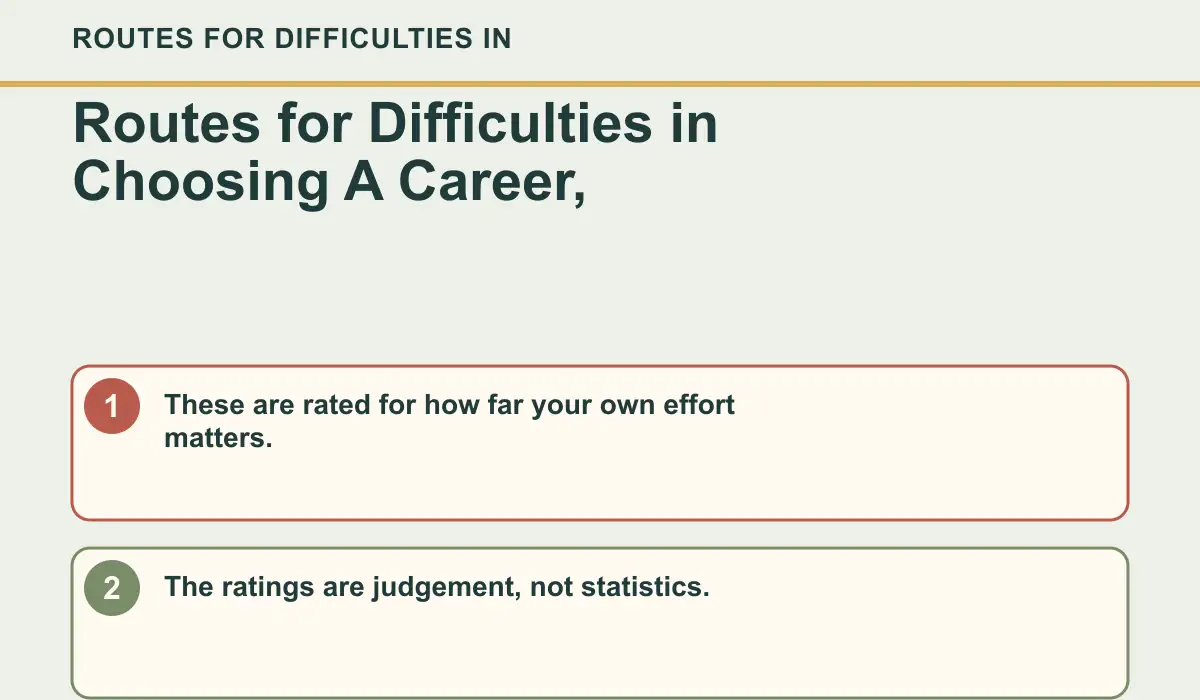 ROUTES FOR DIFFICULTIES IN
Routes for Difficulties in
Choosing A Career,
1
These are rated for how far your own effort
matters.
2
The ratings are judgement, not statistics.